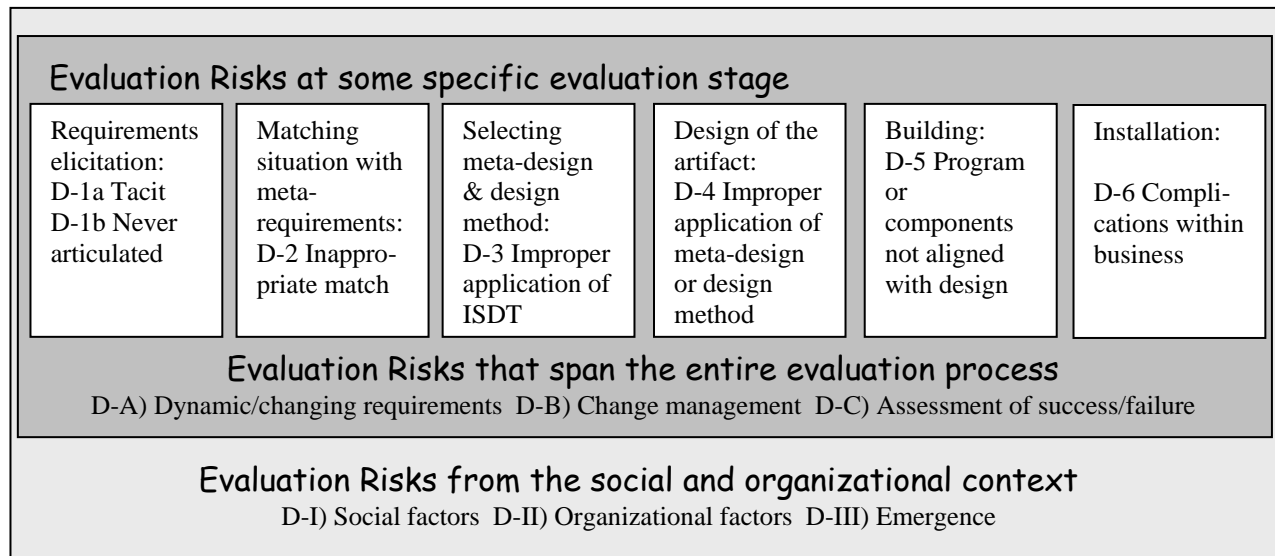 Evaluation Risks at some specific evaluation stage
Requirements
elicitation:
D-1a Tacit
D-1b Never
articulated
Matching
situation with
meta-
requirements:
D-2 Inappro-
priate match
Selecting
meta-design
& design
method:
D-3 Improper
application of
ISDT
Design of the
artifact:
D-4 Improper
application of
meta-design
or design
method
Building:
D-5 Program
or
components
not aligned
with design
Installation:
D-6 Compli-
cations within
business
Evaluation Risks that span the entire evaluation process
D-A) Dynamic/changing requirements D-B) Change management D-C) Assessment of success/failure
Evaluation Risks from the social and organizational context
D-I) Social factors D-II) Organizational factors D-III) Emergence